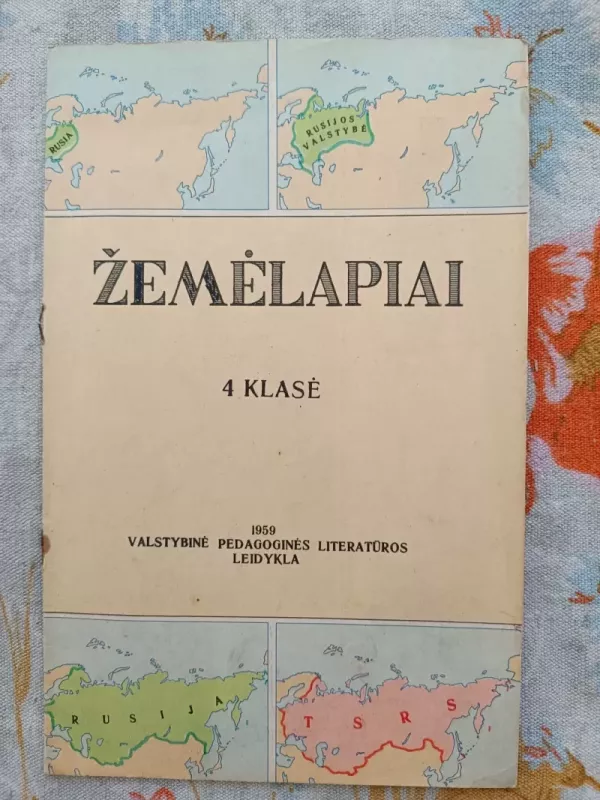 RUSIA
RUSIJOS
VALSTYBĖ
ŽEMĖLAPIAI
4 KLASĖ
1959
VALSTYBINĖ PEDAGOGINĖS LITERATŪROS
LEIDYKLA
RUSIJA
TSRS